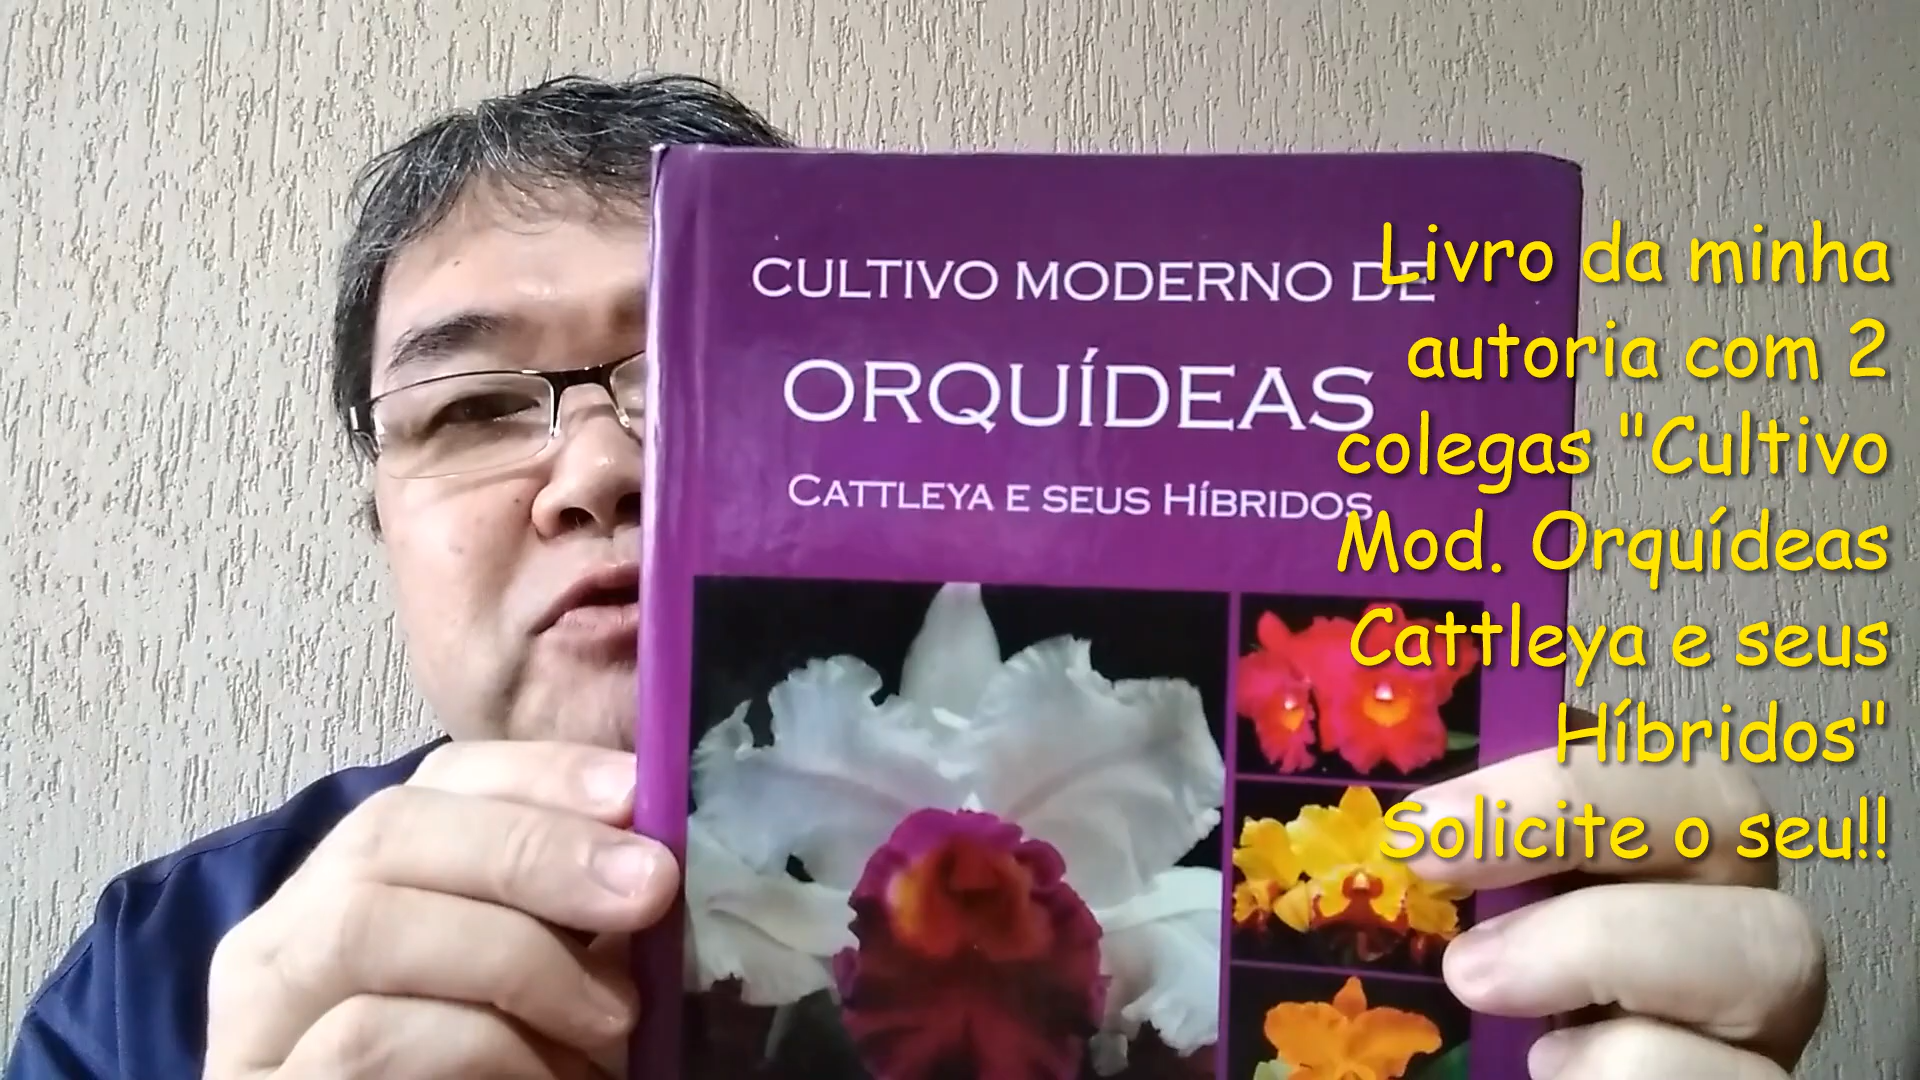 CULTIVO MODERNO DE
ORQUÍDEAS
CATTLEYA E SEUS HÍBRIDOS
Livro da minha
autoria com 2
colegas "Cultivo
Mod. Orquídeas
Cattleya e seus
Híbridos"
Solicite o seu!!